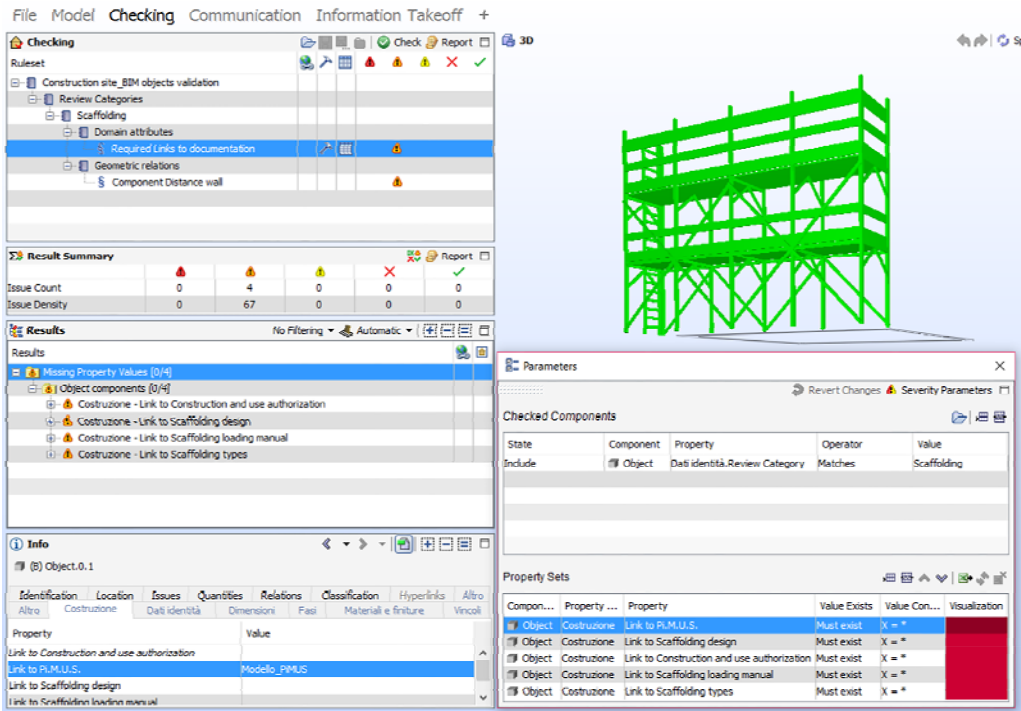 File Model Checking Communication Information Takeoff +
Checking Check Report
Ruleset
Construction site_BIM objects validation
Review Categories
Scaffolding
Domain attributes
Required Links to documentation
Geometric relations
§ Component Distance wall
Result Summary Report
Issue Count 0 4 0 0 0
Issue Density 0 67 0 0 0
Results No Filtering Automatic
Results
Missing Property Values [0/4]
Object components [0/4]
Costruzione - Link to Construction and use authorization
Costruzione - Link to Scaffolding design
Costruzione - Link to Scaffolding loading manual
Costruzione - Link to Scaffolding types
Info
(B) Object.0.1
Identification Location Issues Quantities Relations Classification Hyperlinks Altro
Altro Costruzione Dati identità Dimensioni Fasi Materiali e finiture Vincoli
Property Value
Link to Construction and use authorization
Link to Pi.M.U.S. Modello_PiMUS
Link to Scaffolding design
Link to Scaffolding loading manual
3D Sp
Parameters
Revert Changes Severity Parameters
Checked Components
State Component Property Operator Value
Include Object Dati identità.Review Category Matches Scaffolding
Property Sets
Compon... Property ... Property Value Exists Value Con... Visualization
Object Costruzione Link to Pi.M.U.S. Must exist X = *
Object Costruzione Link to Scaffolding design Must exist X = *
Object Costruzione Link to Construction and use authorization Must exist X = *
Object Costruzione Link to Scaffolding loading manual Must exist X = *
Object Costruzione Link to Scaffolding types Must exist X = *